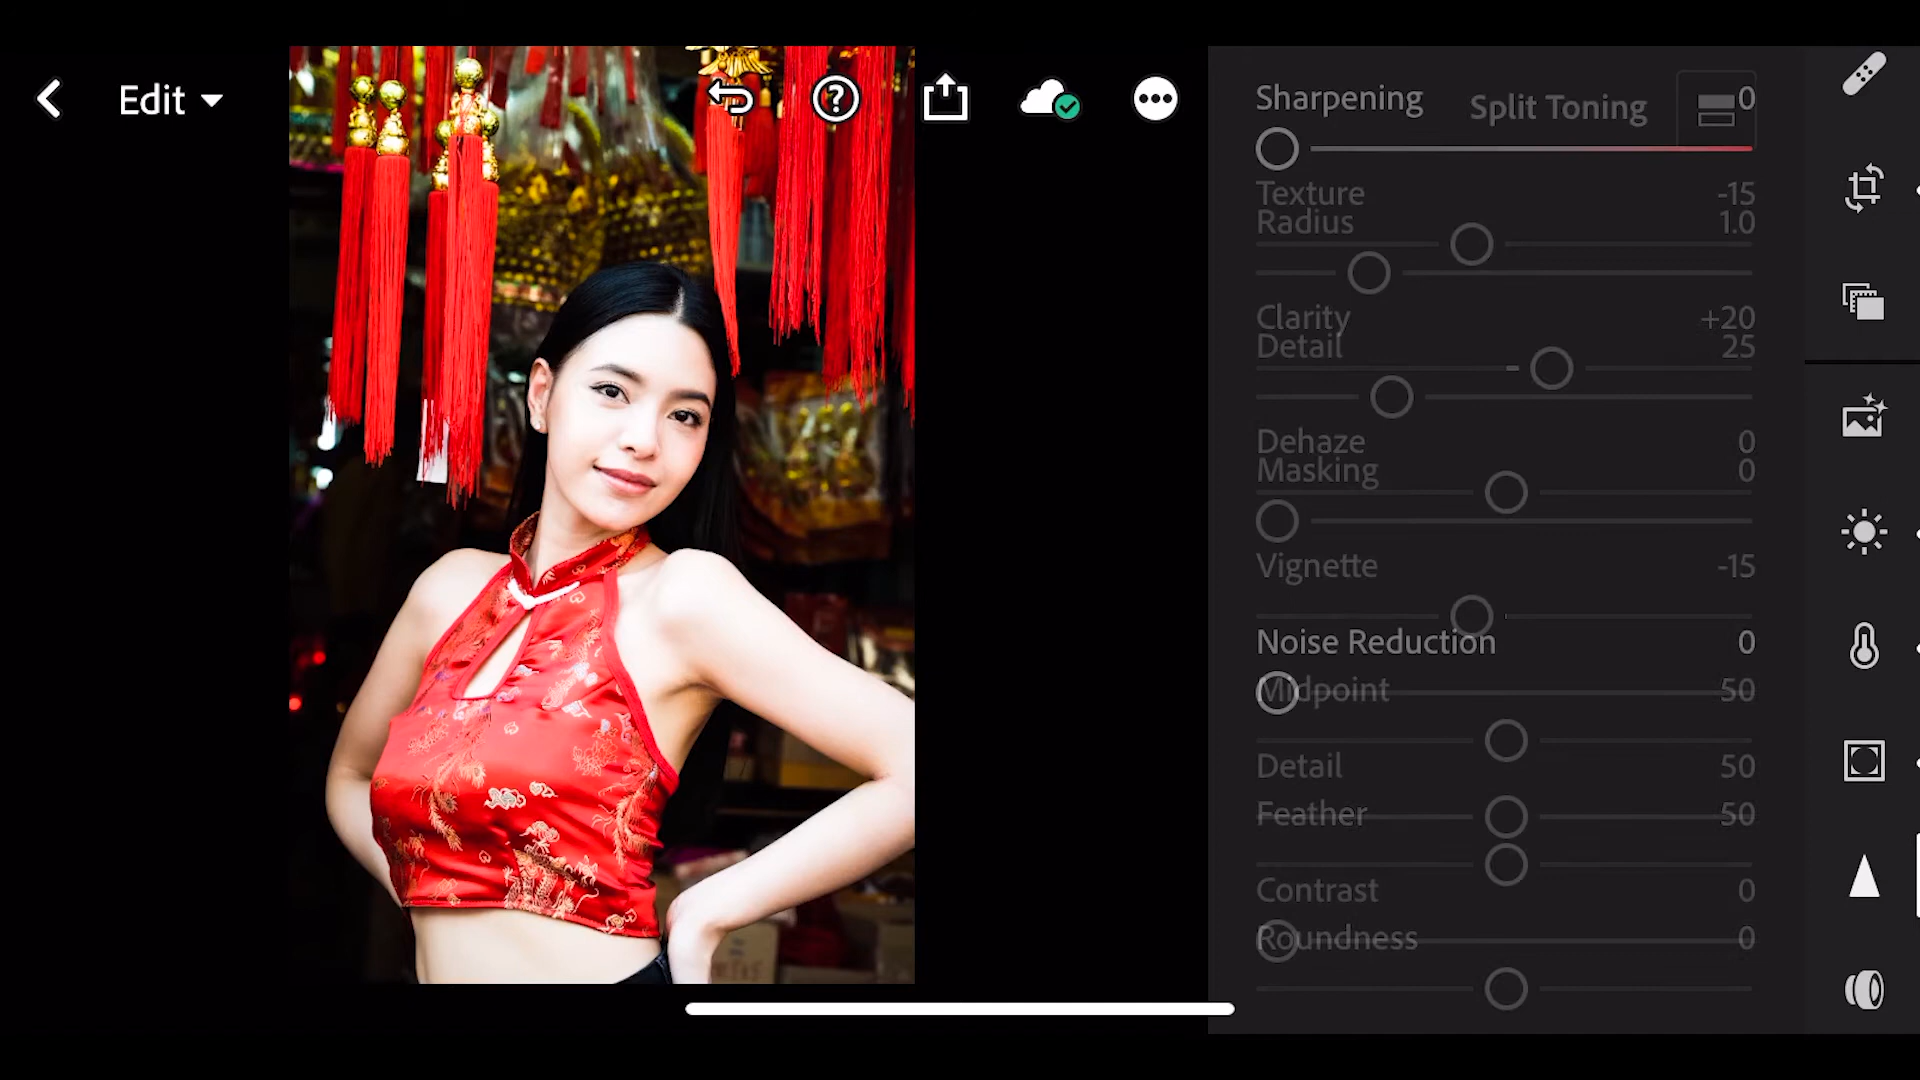 Edit
?
Sharpening 0
Split Toning
Texture -15
Radius 1.0
Clarity +20
Detail 25
Dehaze 0
Masking 0
Vignette -15
Noise Reduction 0
Midpoint 50
Detail 50
Feather 50
Contrast 0
Roundness 0